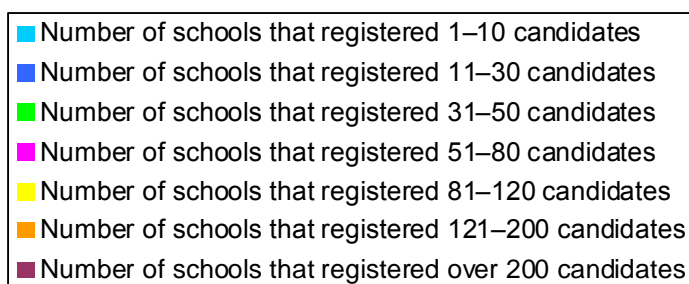 Number of schools that registered 1–10 candidates
Number of schools that registered 11–30 candidates
Number of schools that registered 31–50 candidates
Number of schools that registered 51–80 candidates
Number of schools that registered 81–120 candidates
Number of schools that registered 121–200 candidates
Number of schools that registered over 200 candidates